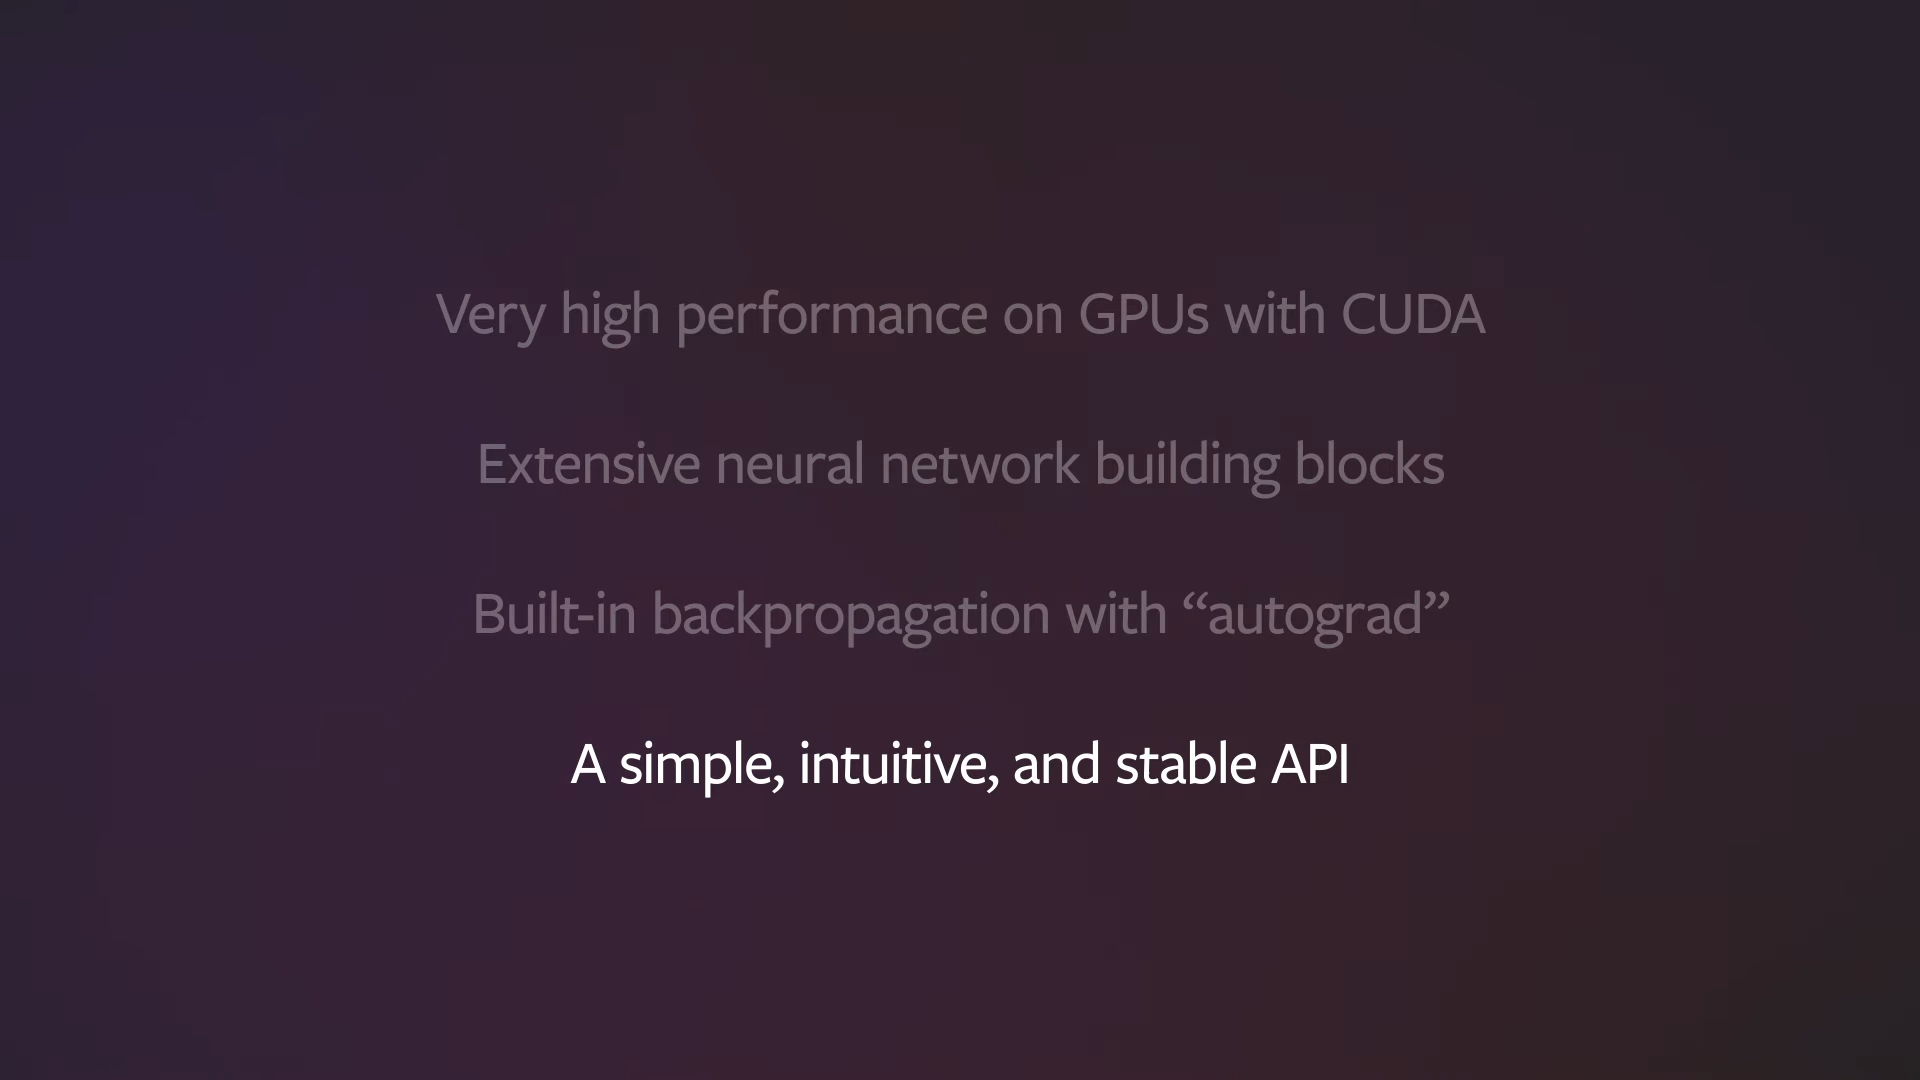 Very high performance on GPUs with CUDA
Extensive neural network building blocks
Built-in backpropagation with “autograd”
A simple, intuitive, and stable API